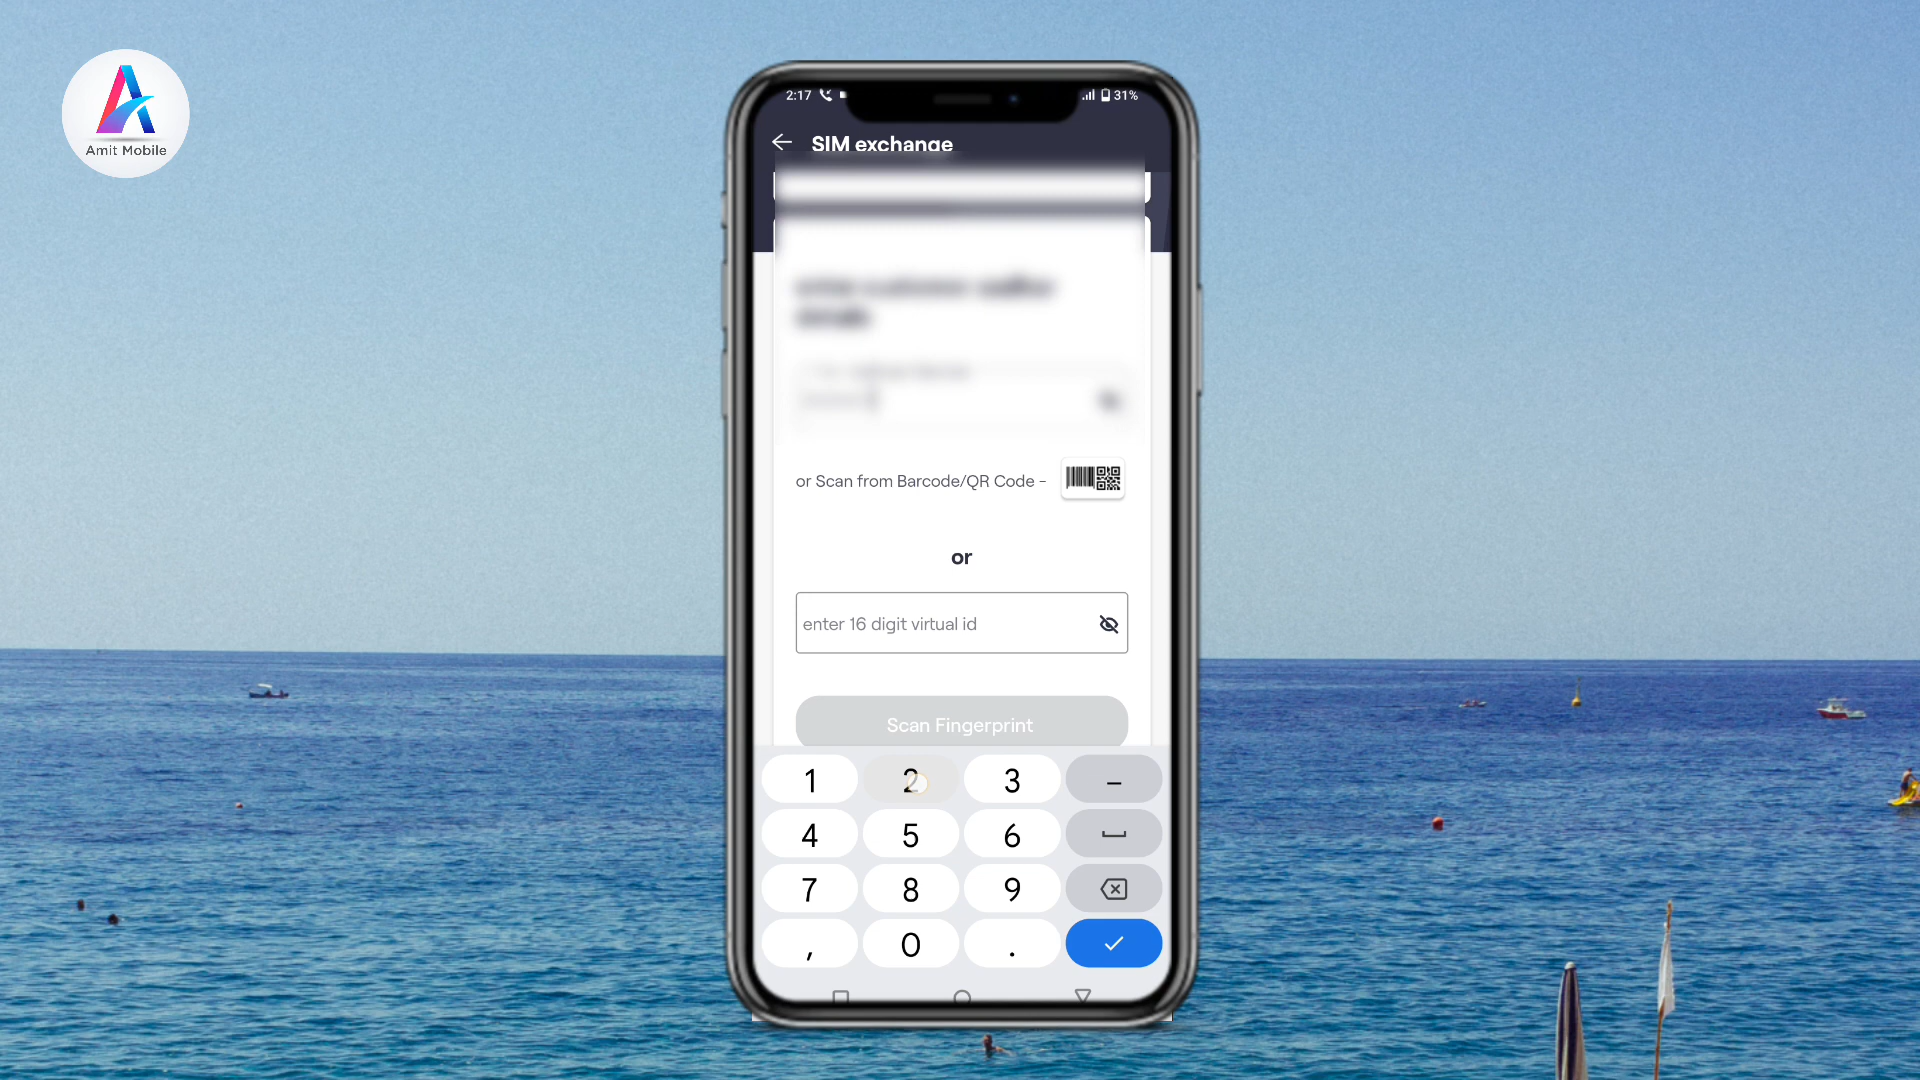 Amit Mobile
2:17
31%
SIM exchange
or Scan from Barcode/QR Code -
or
enter 16 digit virtual id
Scan Fingerprint
1 2 3 -
4 5 6
7 8 9
, 0 .